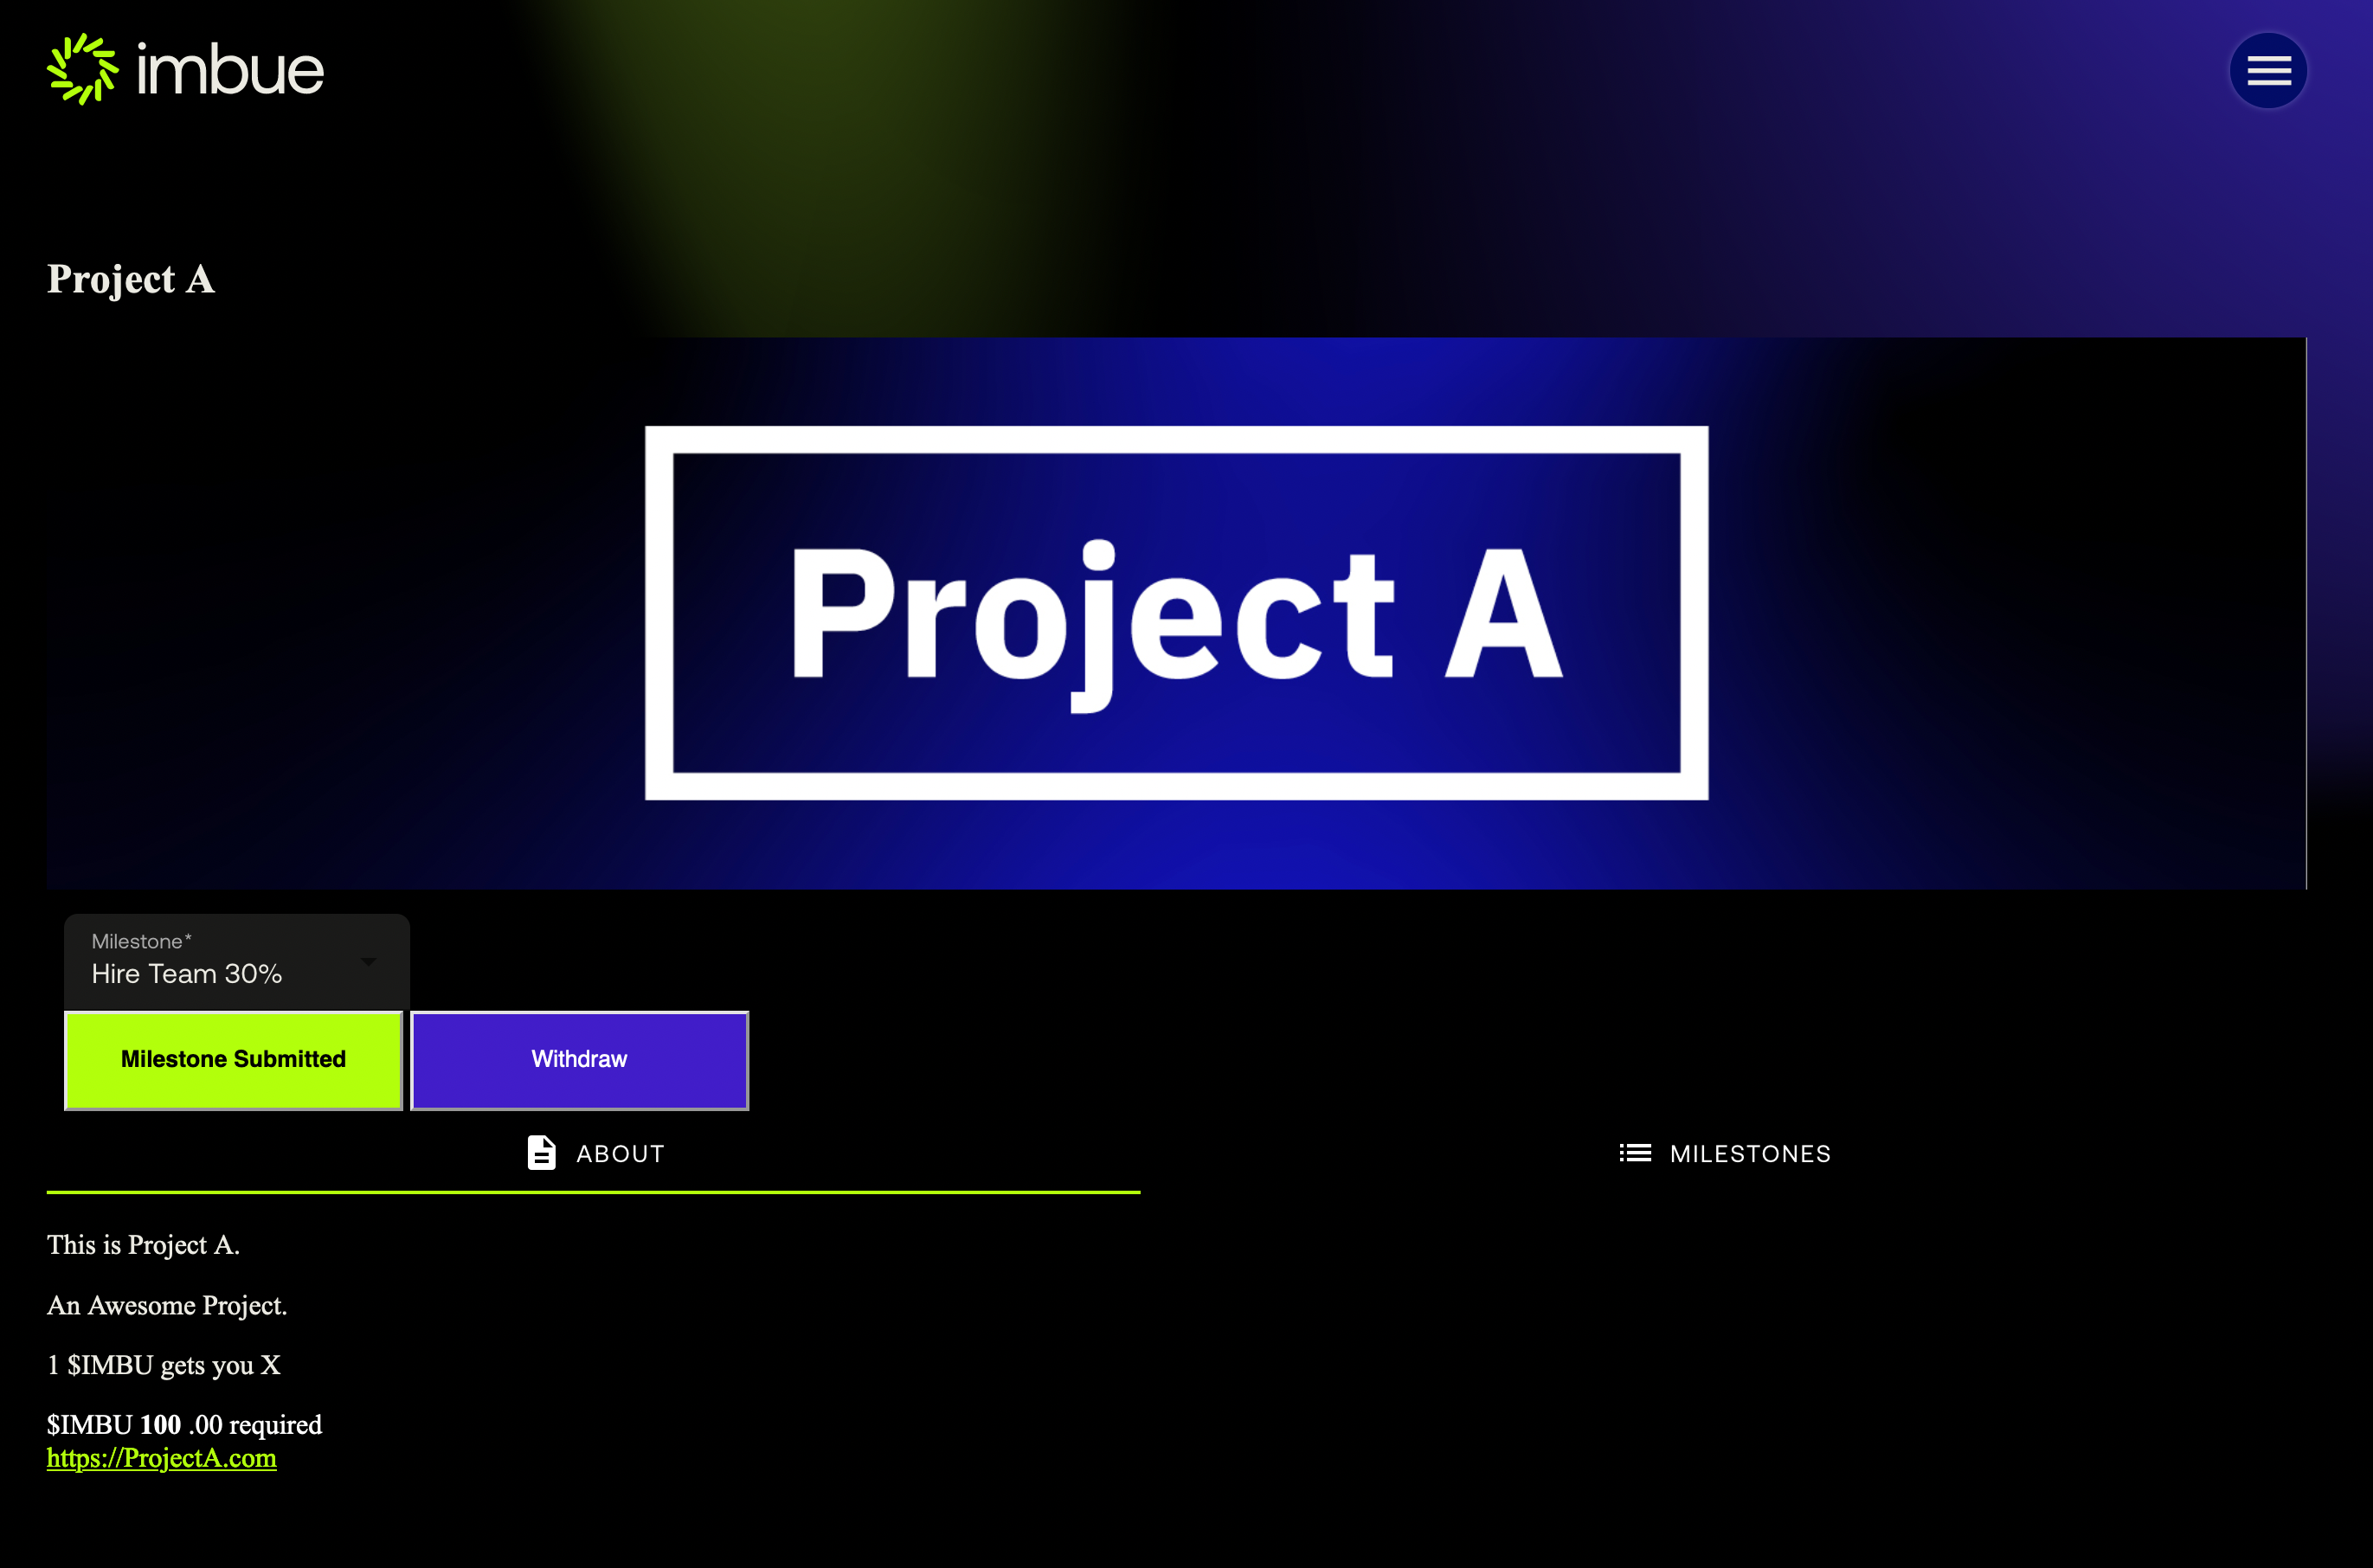 imbue
Project A
Project A
Milestone*
Hire Team 30%
Milestone Submitted
Withdraw
ABOUT
MILESTONES
This is Project A.
An Awesome Project.
1 $IMBU gets you X
$IMBU 100 .00 required
https://ProjectA.com